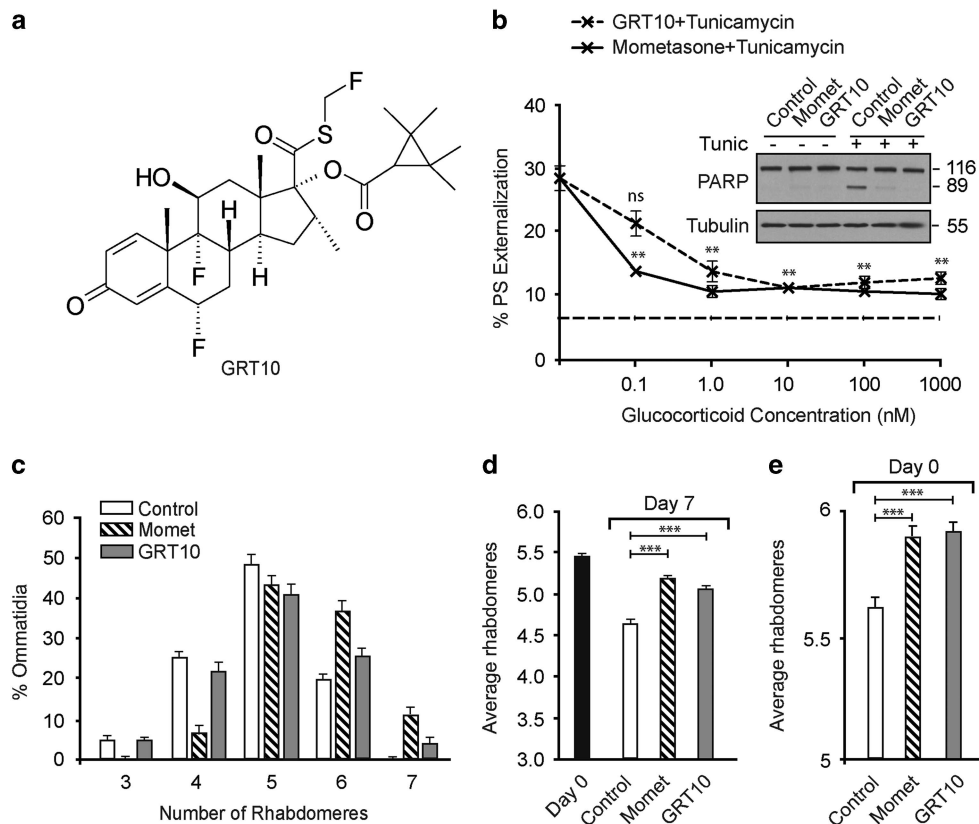 a
F
O
S
O
HO
H
O
F
H
O
F
GRT10
b
GRT10+Tunicamycin
Mometasone+Tunicamycin
% PS Externalization
40
30
20
10
0
ns
**
**
**
**
**
0.1
1.0
10
100
1000
Glucocorticoid Concentration (nM)
Control
Momet
GRT10
Control
Momet
GRT10
Tunic - - - + + +
PARP
116
89
Tubulin
55
c
Control
Momet
GRT10
% Ommatidia
60
50
40
30
20
10
0
3 4 5 6 7
Number of Rhabdomeres
d
Day 7
***
***
Average rhabdomeres
6.0
5.5
5.0
4.5
4.0
3.5
3.0
Day 0
Control
Momet
GRT10
e
Day 0
***
***
Average rhabdomeres
6
5.5
5
Control
Momet
GRT10